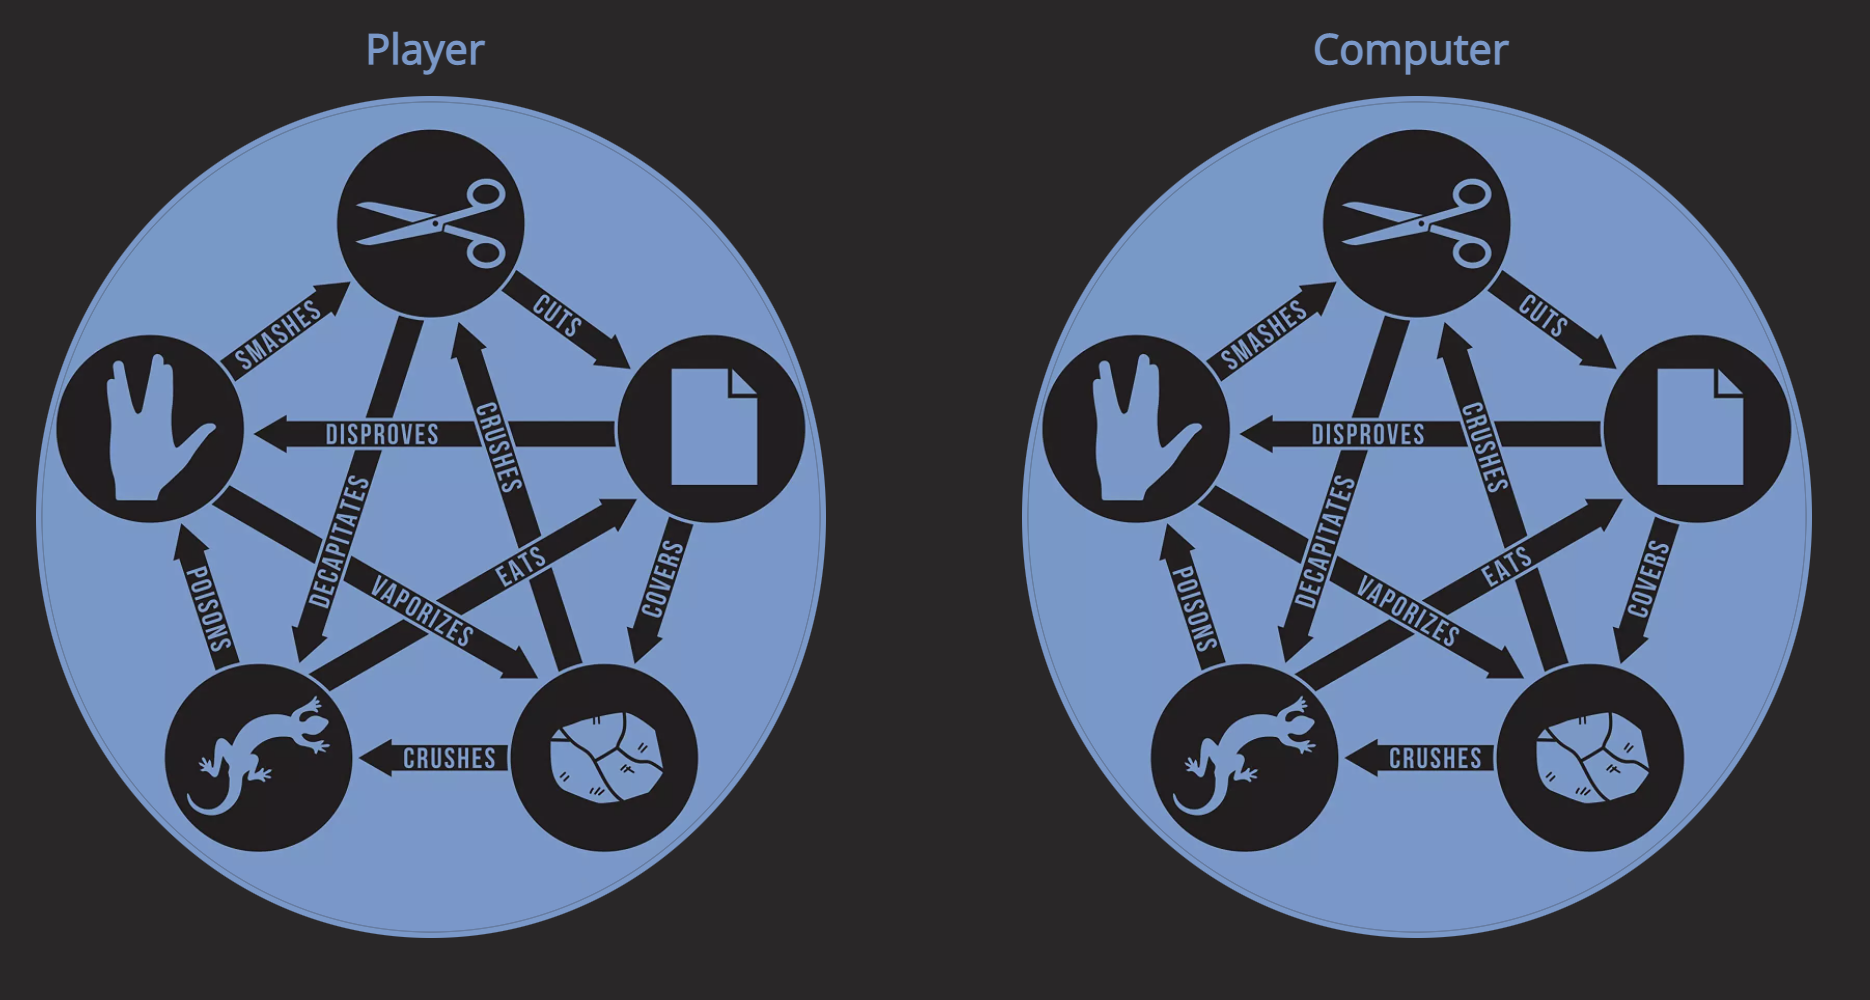 Player
Computer
SMASHES
CUTS
DISPROVES
CRUSHES
DECAPITATES
EATS
COVERS
VAPORIZES
POISONS
CRUSHES
SMASHES
CUTS
DISPROVES
CRUSHES
DECAPITATES
EATS
COVERS
VAPORIZES
POISONS
CRUSHES